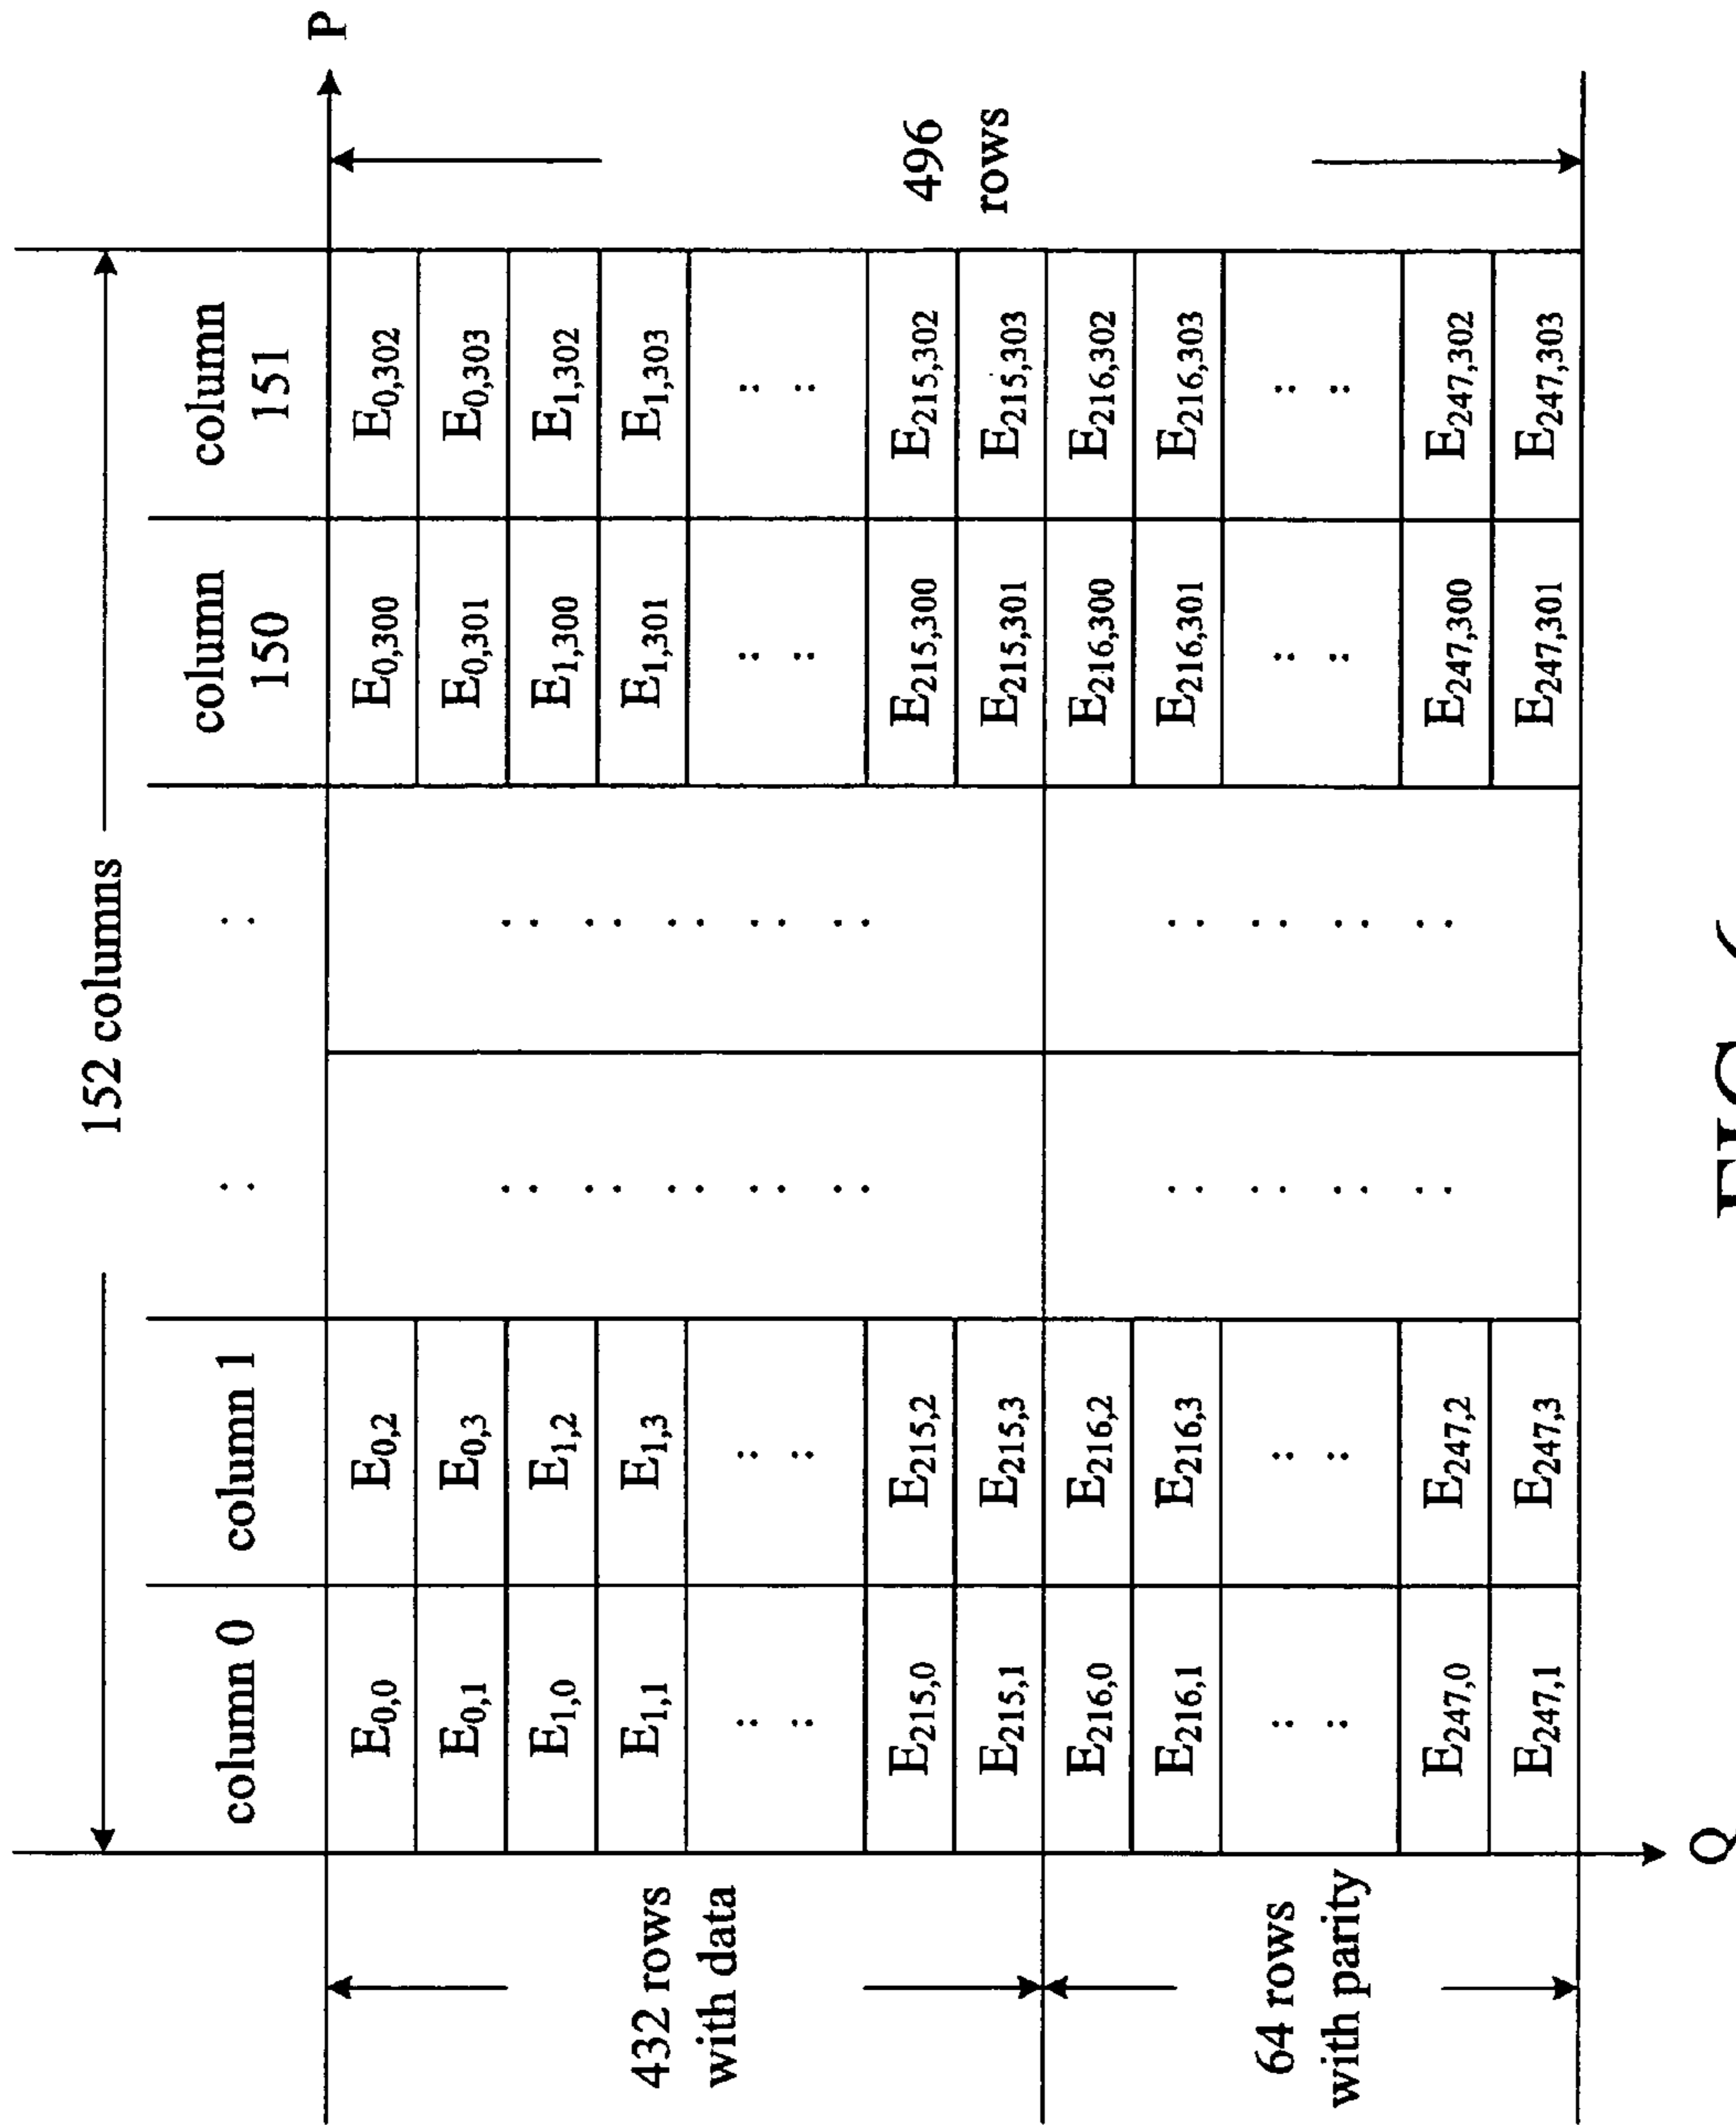 152 columns
column 0 column 1 : : column 150 column 151
P
E0,0 E0,2 E0,300 E0,302
E0,1 E0,3 E0,301 E0,303
E1,0 E1,2 E1,300 E1,302
E1,1 E1,3 E1,301 E1,303
: : : : : : : :
E215,0 E215,2 E215,300 E215,302
E215,1 E215,3 E215,301 E215,303
E216,0 E216,2 E216,300 E216,302
E216,1 E216,3 E216,301 E216,303
: : : : : : : :
E247,0 E247,2 E247,300 E247,302
E247,1 E247,3 E247,301 E247,303
432 rows
with data
64 rows
with parity
496
rows
Q
FIG.